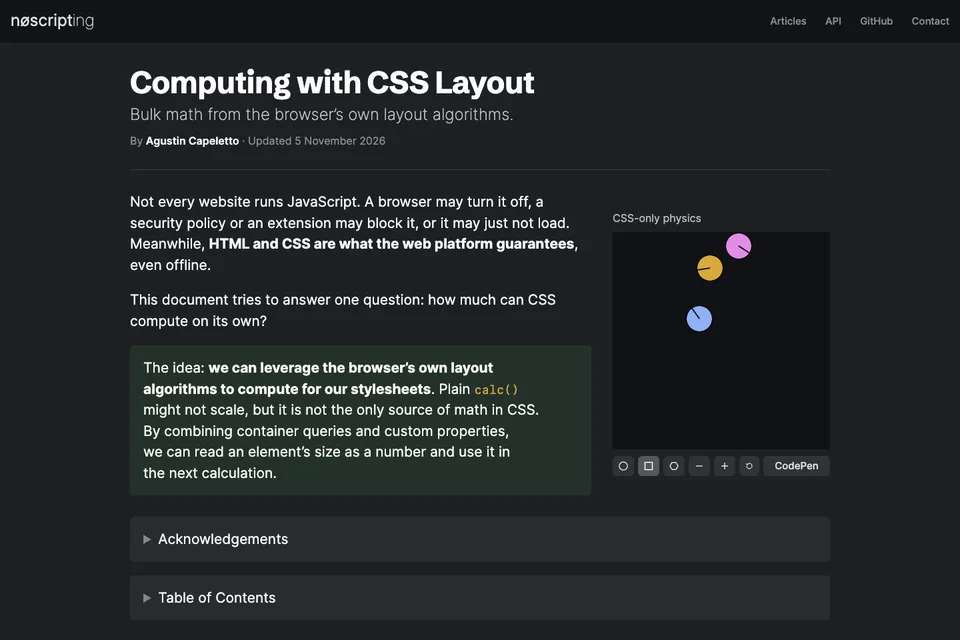 nøscripting
Articles API GitHub Contact
Computing with CSS Layout
Bulk math from the browser’s own layout algorithms.
By Agustin Capeletto · Updated 5 November 2026
Not every website runs JavaScript. A browser may turn it off, a
security policy or an extension may block it, or it may just not load.
Meanwhile, HTML and CSS are what the web platform guarantees,
even offline.
This document tries to answer one question: how much can CSS
compute on its own?
The idea: we can leverage the browser’s own layout
algorithms to compute for our stylesheets. Plain calc()
might not scale, but it is not the only source of math in CSS.
By combining container queries and custom properties,
we can read an element’s size as a number and use it in
the next calculation.
CSS-only physics
CodePen
Acknowledgements
Table of Contents